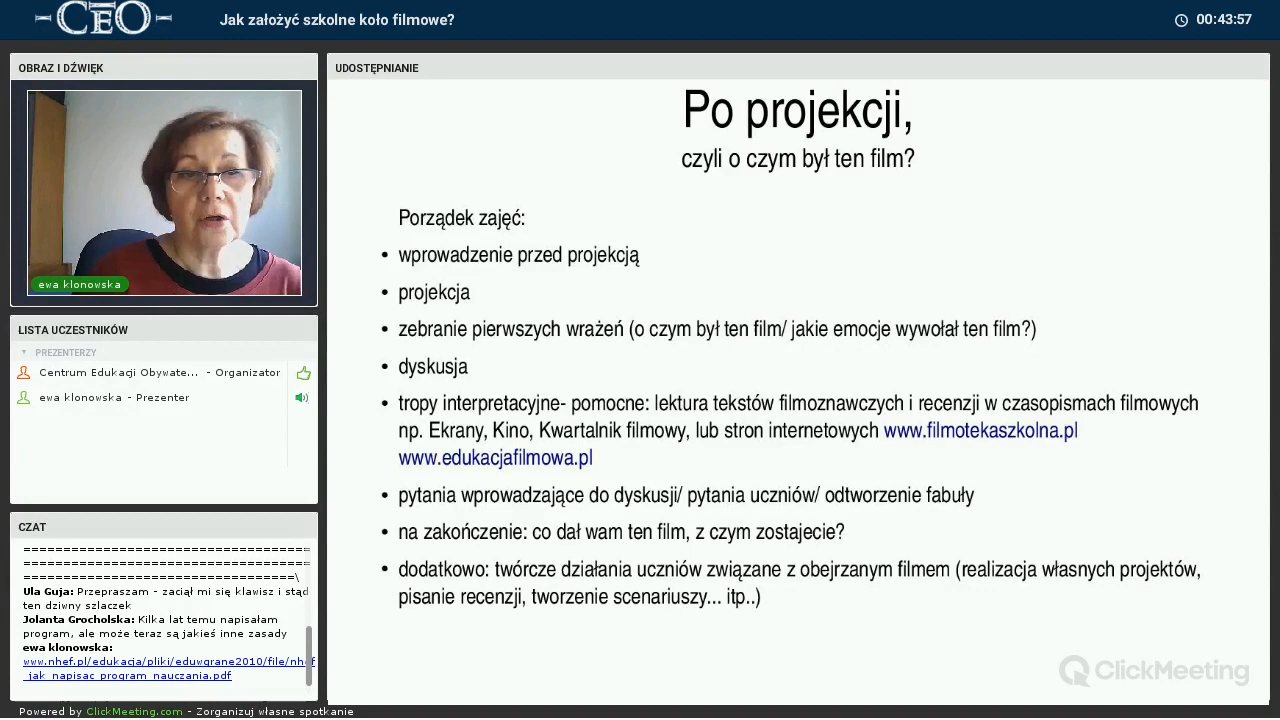 CEO
Jak założyć szkolne koło filmowe?
00:43:57
OBRAZ I DŹWIĘK
ewa klonowska
LISTA UCZESTNIKÓW
PREZENTERZY
Centrum Edukacji Obywate... - Organizator
ewa klonowska - Prezenter
CZAT
====================================
====================================
==================================\
Ula Guja: Przepraszam - zaciął mi się klawisz i stąd
ten dziwny szlaczek
Jolanta Grocholska: Kilka lat temu napisałam
program, ale może teraz są jakieś inne zasady
ewa klonowska:
www.nhef.pl/edukacja/pliki/eduwgrane2010/file/nhef
_jak_napisac_program_nauczania.pdf
Powered by ClickMeeting.com - Zorganizuj własne spotkanie
UDOSTĘPNIANIE
Po projekcji,
czyli o czym był ten film?
Porządek zajęć:
• wprowadzenie przed projekcją
• projekcja
• zebranie pierwszych wrażeń (o czym był ten film/ jakie emocje wywołał ten film?)
• dyskusja
• tropy interpretacyjne- pomocne: lektura tekstów filmoznawczych i recenzji w czasopismach filmowych
np. Ekrany, Kino, Kwartalnik filmowy, lub stron internetowych www.filmotekaszkolna.pl
www.edukacjafilmowa.pl
• pytania wprowadzające do dyskusji/ pytania uczniów/ odtworzenie fabuły
• na zakończenie: co dał wam ten film, z czym zostajecie?
• dodatkowo: twórcze działania uczniów związane z obejrzanym filmem (realizacja własnych projektów,
pisanie recenzji, tworzenie scenariuszy... itp..)
ClickMeeting